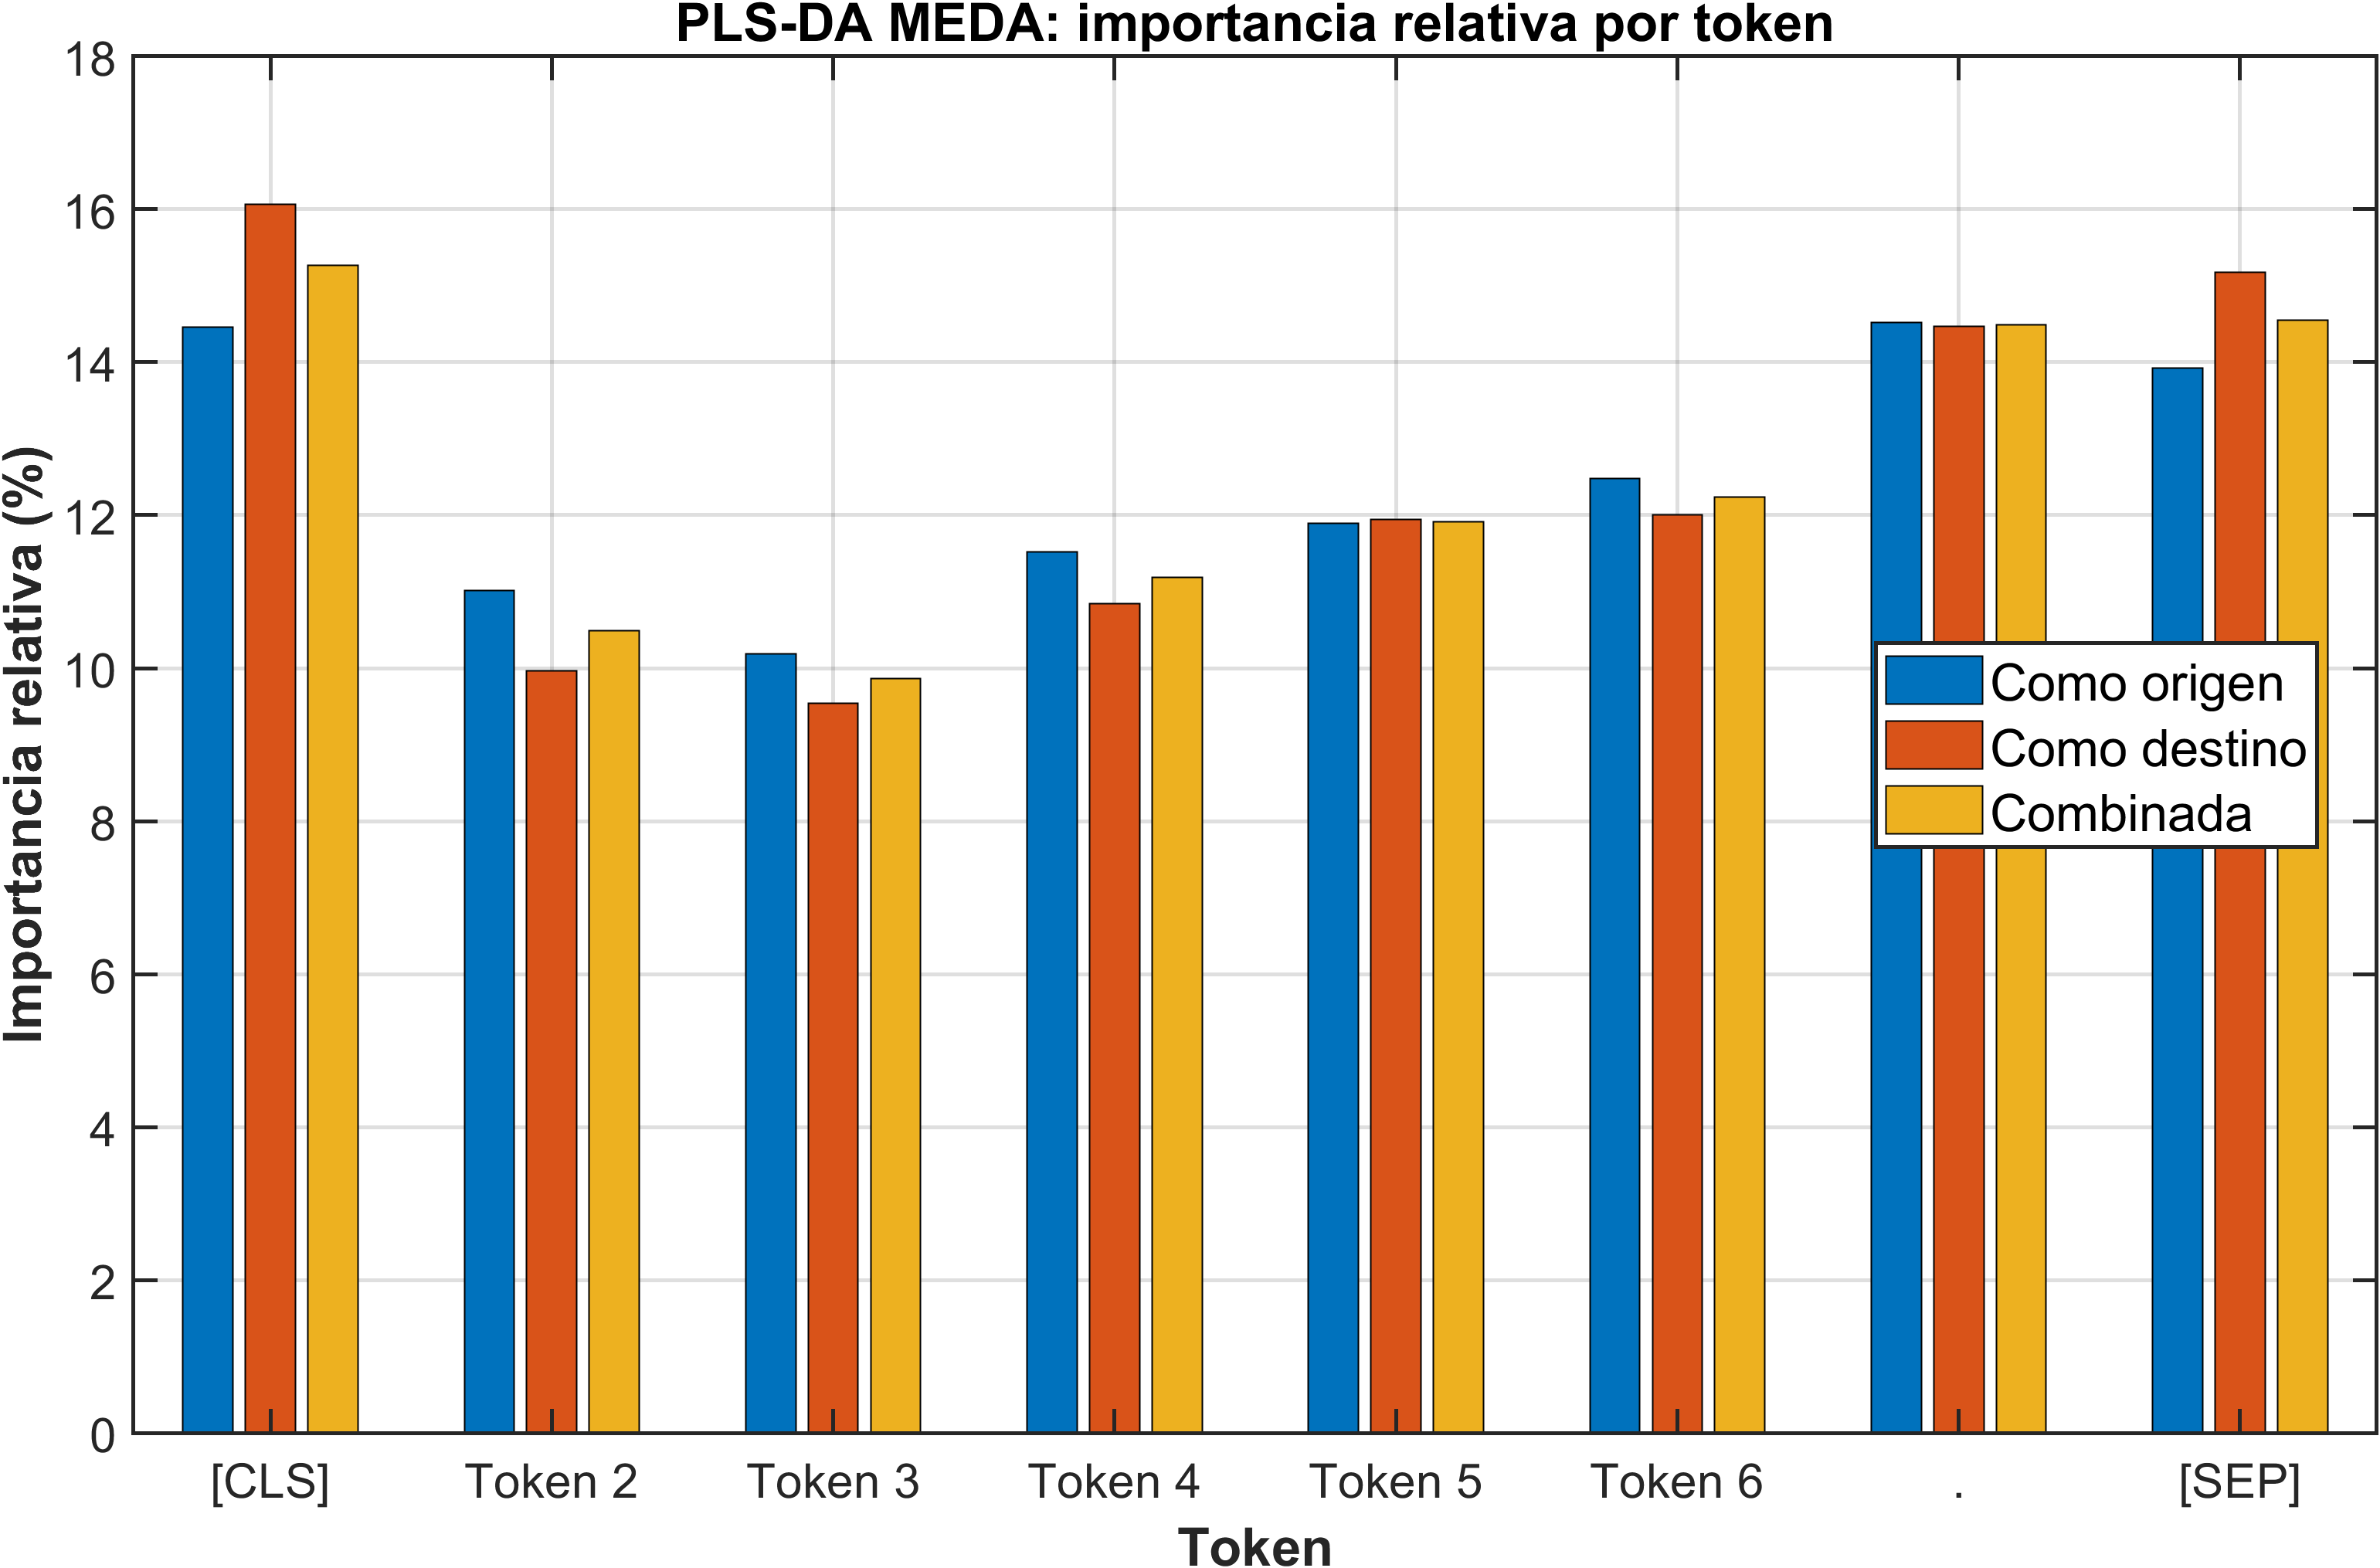 PLS-DA MEDA: importancia relativa por token
Importancia relativa (%)
18
16
14
12
10
8
6
4
2
0
Como origen
Como destino
Combinada
[CLS] Token 2 Token 3 Token 4 Token 5 Token 6 . [SEP]
Token